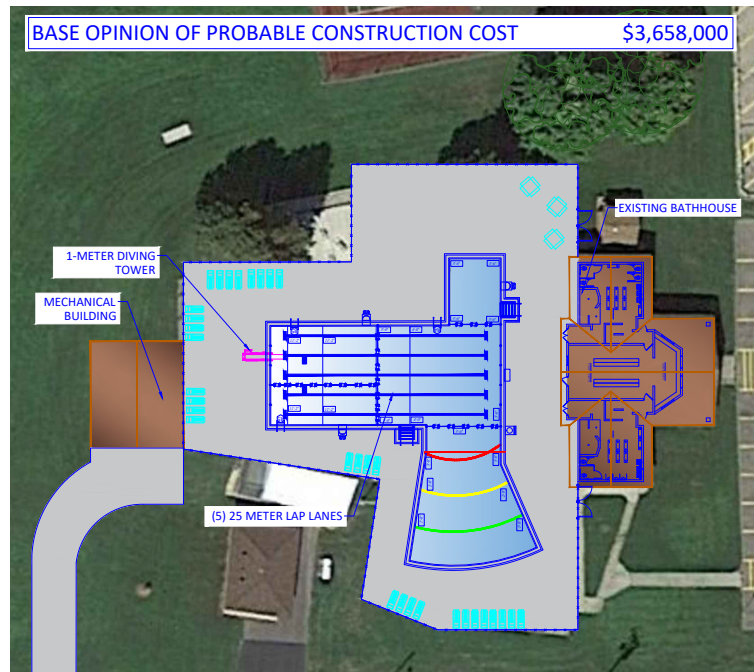 BASE OPINION OF PROBABLE CONSTRUCTION COST $3,658,000
EXISTING BATHHOUSE
1-METER DIVING
TOWER
MECHANICAL
BUILDING
(5) 25 METER LAP LANES